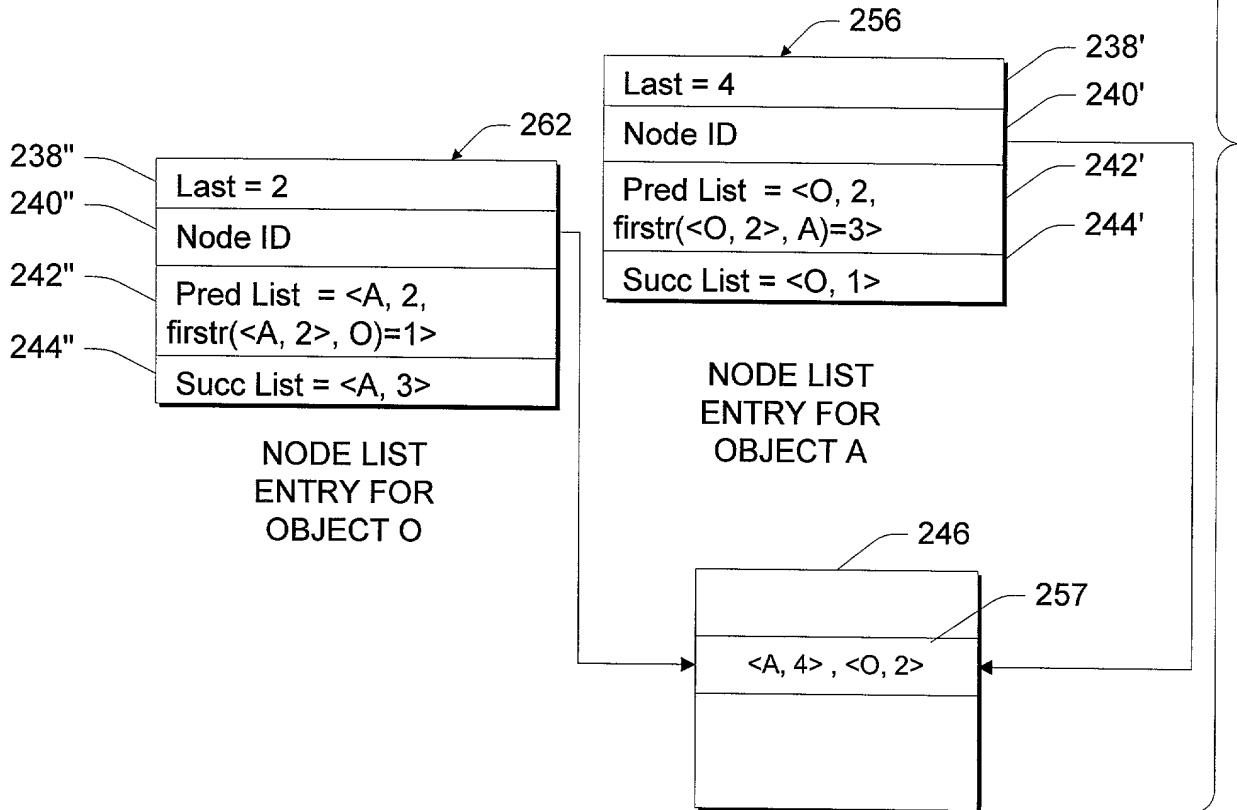 256
238'
Last = 4
240'
Node ID
242'
Pred List = <O, 2,
firstr(<O, 2>, A)=3>
244'
Succ List = <O, 1>
NODE LIST
ENTRY FOR
OBJECT A
262
238"
Last = 2
240"
Node ID
242"
Pred List = <A, 2,
firstr(<A, 2>, O)=1>
244"
Succ List = <A, 3>
NODE LIST
ENTRY FOR
OBJECT O
246
257
<A, 4> , <O, 2>